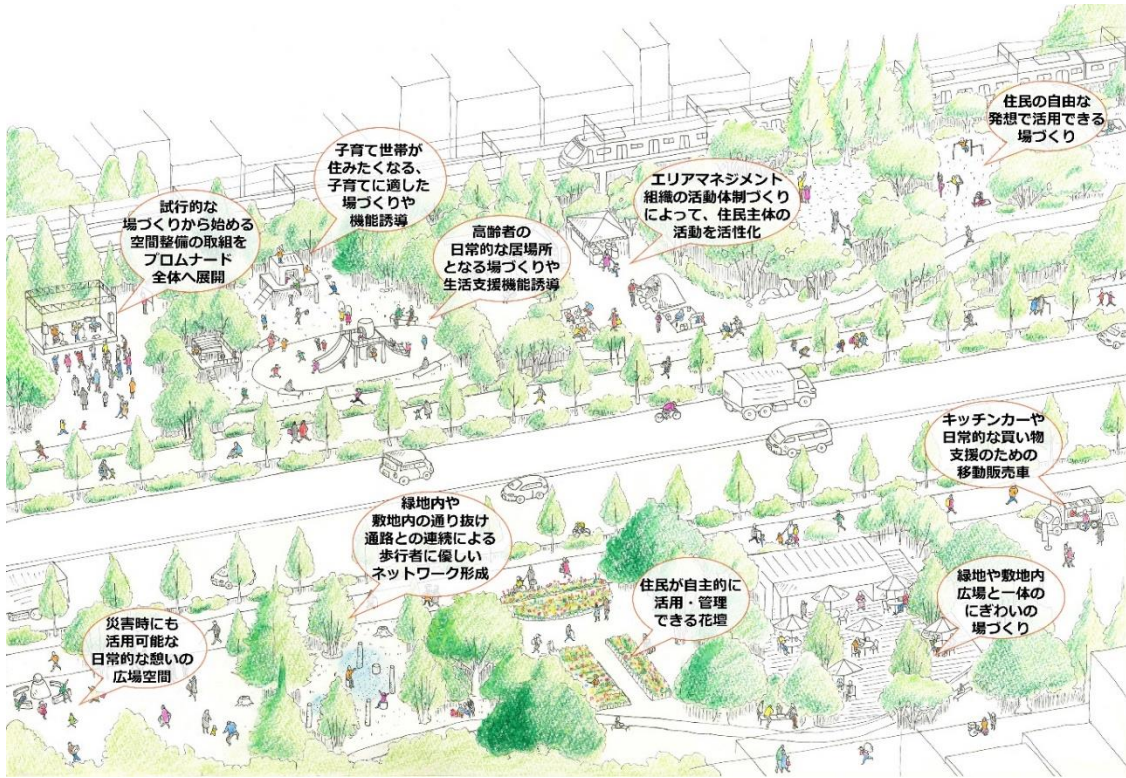 住民の自由な
発想で活用できる
場づくり
子育て世帯が
住みたくなる、
子育てに適した
場づくりや
機能誘導
エリアマネジメント
組織の活動体制づくり
によって、住民主体の
活動を活性化
試行的な
場づくりから始める
空間整備の取組を
プロムナード
全体へ展開
高齢者の
日常的な居場所
となる場づくりや
生活支援機能誘導
キッチンカーや
日常的な買い物
支援のための
移動販売車
緑地内や
敷地内の通り抜け
通路との連続による
歩行者に優しい
ネットワーク形成
住民が自主的に
活用・管理
できる花壇
緑地や敷地内
広場と一体の
にぎわいの
場づくり
災害時にも
活用可能な
日常的な憩いの
広場空間